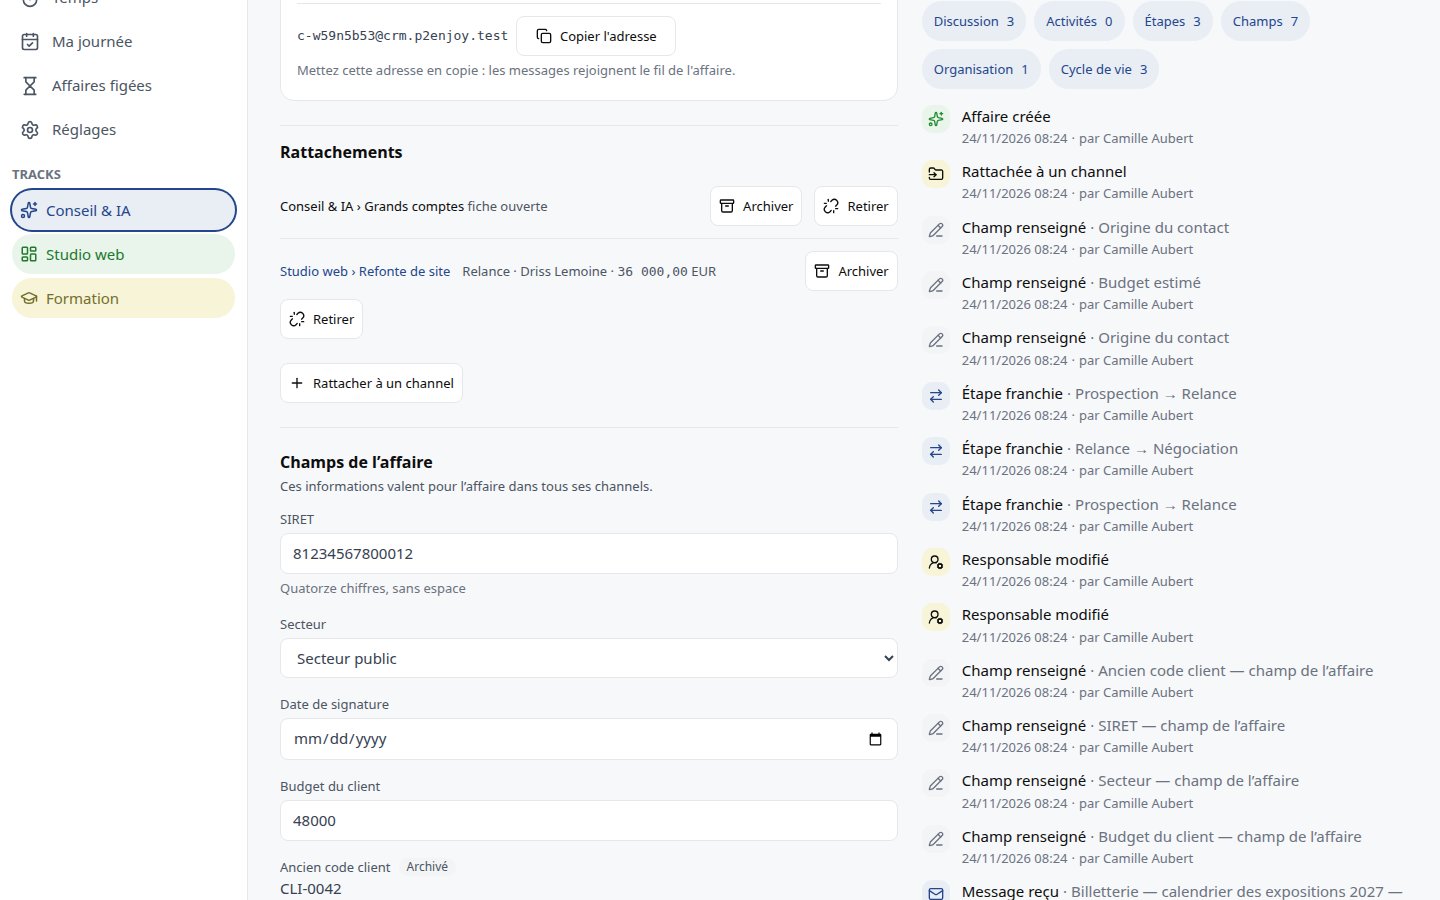 Temps
Ma journée
Affaires figées
Réglages
TRACKS
Conseil & IA
Studio web
Formation
c-w59n5b53@crm.p2enjoy.test
Copier l'adresse
Mettez cette adresse en copie : les messages rejoignent le fil de l'affaire.
Rattachements
Conseil & IA › Grands comptes fiche ouverte
Archiver
Retirer
Studio web › Refonte de site Relance · Driss Lemoine · 36 000,00 EUR
Archiver
Retirer
Rattacher à un channel
Champs de l’affaire
Ces informations valent pour l’affaire dans tous ses channels.
SIRET
81234567800012
Quatorze chiffres, sans espace
Secteur
Secteur public
Date de signature
mm/dd/yyyy
Budget du client
48000
Ancien code client Archivé
CLI-0042
Discussion 3
Activités 0
Étapes 3
Champs 7
Organisation 1
Cycle de vie 3
Affaire créée
24/11/2026 08:24 · par Camille Aubert
Rattachée à un channel
24/11/2026 08:24 · par Camille Aubert
Champ renseigné · Origine du contact
24/11/2026 08:24 · par Camille Aubert
Champ renseigné · Budget estimé
24/11/2026 08:24 · par Camille Aubert
Champ renseigné · Origine du contact
24/11/2026 08:24 · par Camille Aubert
Étape franchie · Prospection → Relance
24/11/2026 08:24 · par Camille Aubert
Étape franchie · Relance → Négociation
24/11/2026 08:24 · par Camille Aubert
Étape franchie · Prospection → Relance
24/11/2026 08:24 · par Camille Aubert
Responsable modifié
24/11/2026 08:24 · par Camille Aubert
Responsable modifié
24/11/2026 08:24 · par Camille Aubert
Champ renseigné · Ancien code client — champ de l’affaire
24/11/2026 08:24 · par Camille Aubert
Champ renseigné · SIRET — champ de l’affaire
24/11/2026 08:24 · par Camille Aubert
Champ renseigné · Secteur — champ de l’affaire
24/11/2026 08:24 · par Camille Aubert
Champ renseigné · Budget du client — champ de l’affaire
24/11/2026 08:24 · par Camille Aubert
Message reçu · Billetterie — calendrier des expositions 2027 —